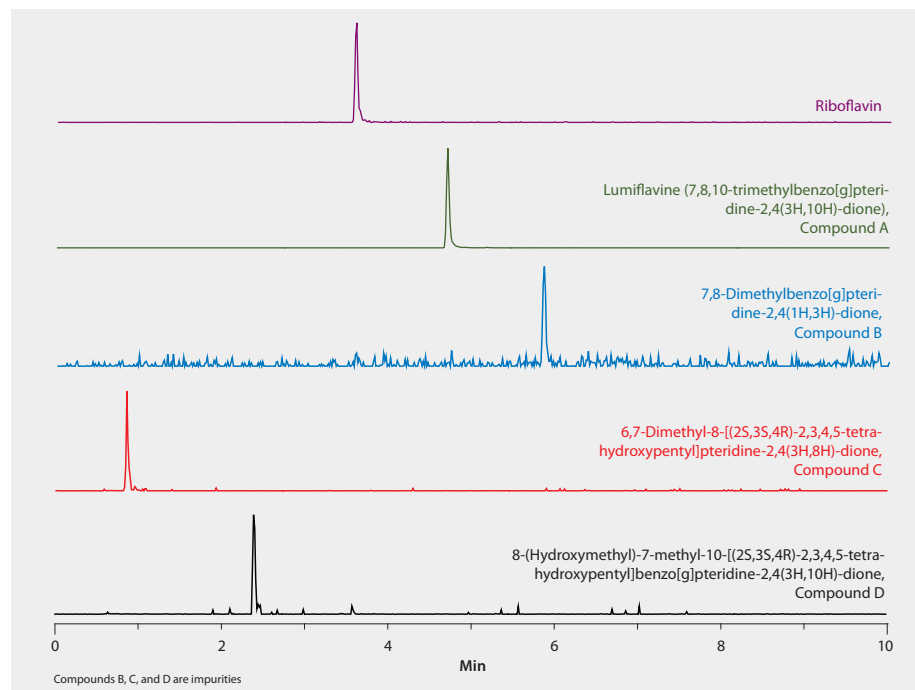 Riboflavin
Lumiflavine (7,8,10-trimethylbenzo[g]pteri-
dine-2,4(3H,10H)-dione),
Compound A
7,8-Dimethylbenzo[g]pteri-
dine-2,4(1H,3H)-dione,
Compound B
6,7-Dimethyl-8-[(2S,3S,4R)-2,3,4,5-tetra-
hydroxypentyl]pteridine-2,4(3H,8H)-dione,
Compound C
8-(Hydroxymethyl)-7-methyl-10-[(2S,3S,4R)-2,3,4,5-tetra-
hydroxypentyl]benzo[g]pteridine-2,4(3H,10H)-dione,
Compound D
0 2 4 6 8 10
Min
Compounds B, C, and D are impurities